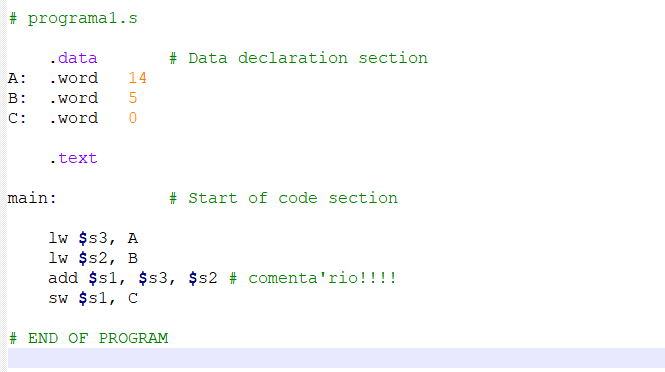 # programa1.s
.data # Data declaration section
A: .word 14
B: .word 5
C: .word 0
.text
main: # Start of code section
lw $s3, A
lw $s2, B
add $s1, $s3, $s2 # comenta'rio!!!!
sw $s1, C
# END OF PROGRAM